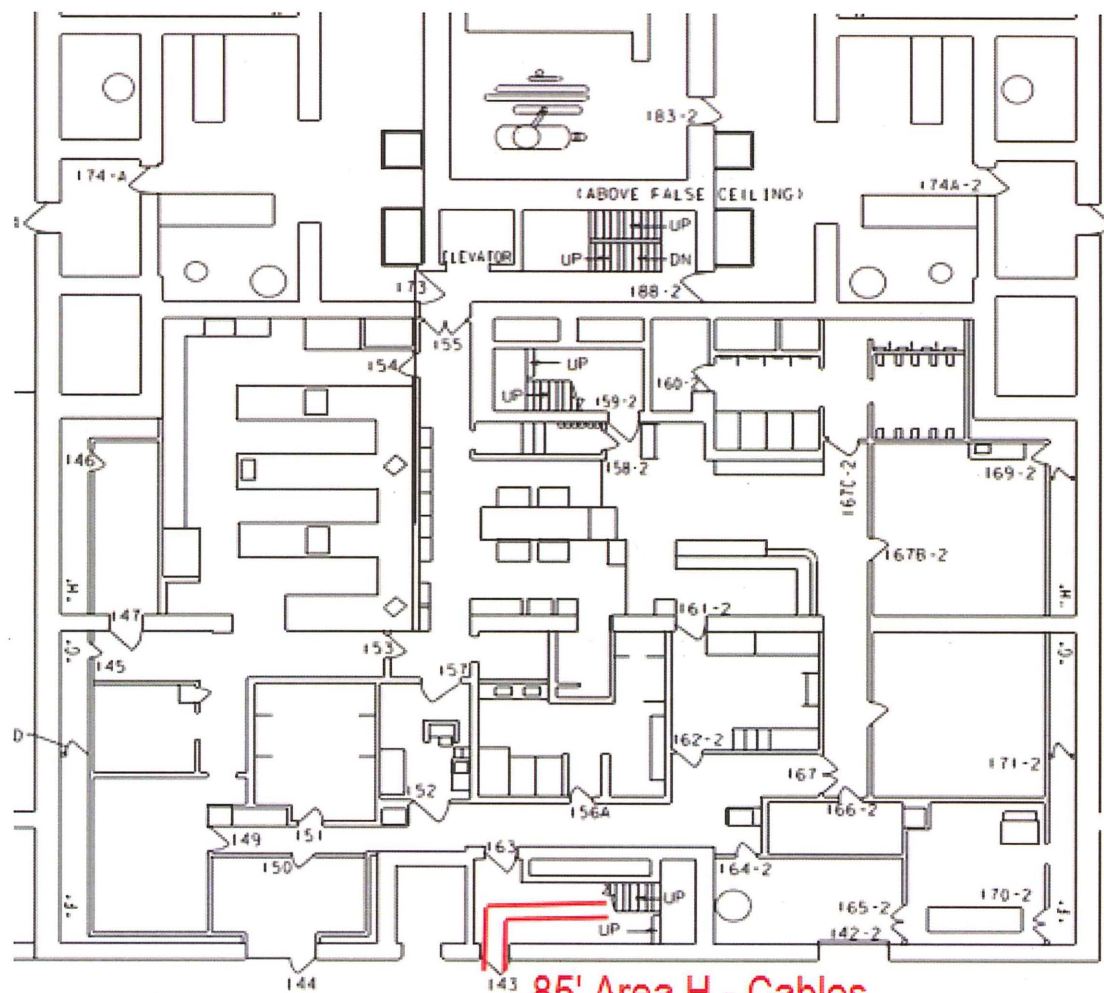 183-2
174-A
174A-2
(ABOVE FALSE CEILING)
UP
ELEVATOR
UP
DN
173
188-2
155
154
UP
160-2
UP
159-2
146
158-2
167C-2
169-2
167B-2
"H"
"H"
147
161-2
"G"
145
153
157
"G"
D
162-2
171-2
152
167
156A
166-2
149
151
163
150
164-2
"F"
UP
170-2
165-2
"F"
UP
142-2
144
143
85' Area H - Cables